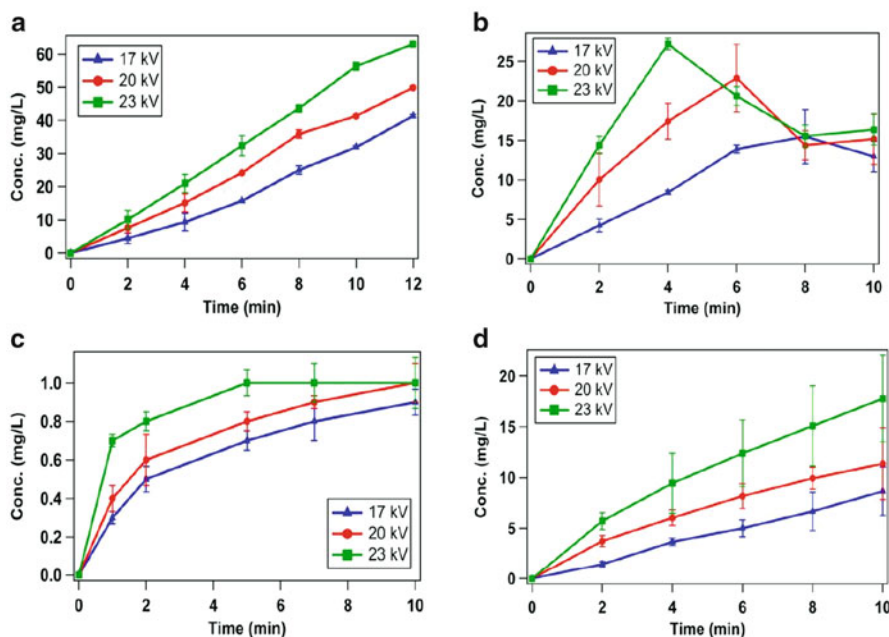 a
17 kV
20 kV
23 kV
Conc. (mg/L)
60
50
40
30
20
10
0
0 2 4 6 8 10 12
Time (min)
b
17 kV
20 kV
23 kV
Conc. (mg/L)
25
20
15
10
5
0
0 2 4 6 8 10
Time (min)
c
Conc. (mg/L)
1.0
0.8
0.6
0.4
0.2
0.0
17 kV
20 kV
23 kV
0 2 4 6 8 10
Time (min)
d
17 kV
20 kV
23 kV
Conc. (mg/L)
20
15
10
5
0
0 2 4 6 8 10
Time (min)